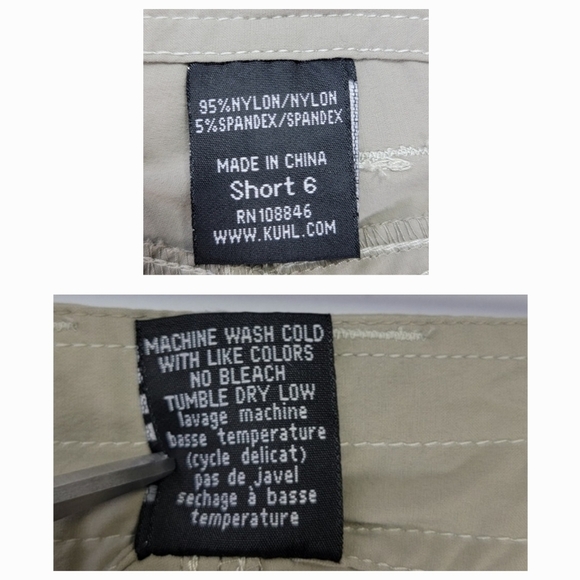 95%NYLON/NYLON
5%SPANDEX/SPANDEX
MADE IN CHINA
Short 6
RN108846
WWW.KUHL.COM
MACHINE WASH COLD
WITH LIKE COLORS
NO BLEACH
TUMBLE DRY LOW
lavage machine
basse temperature
(cycle delicat)
pas de javel
sechage à basse
temperature